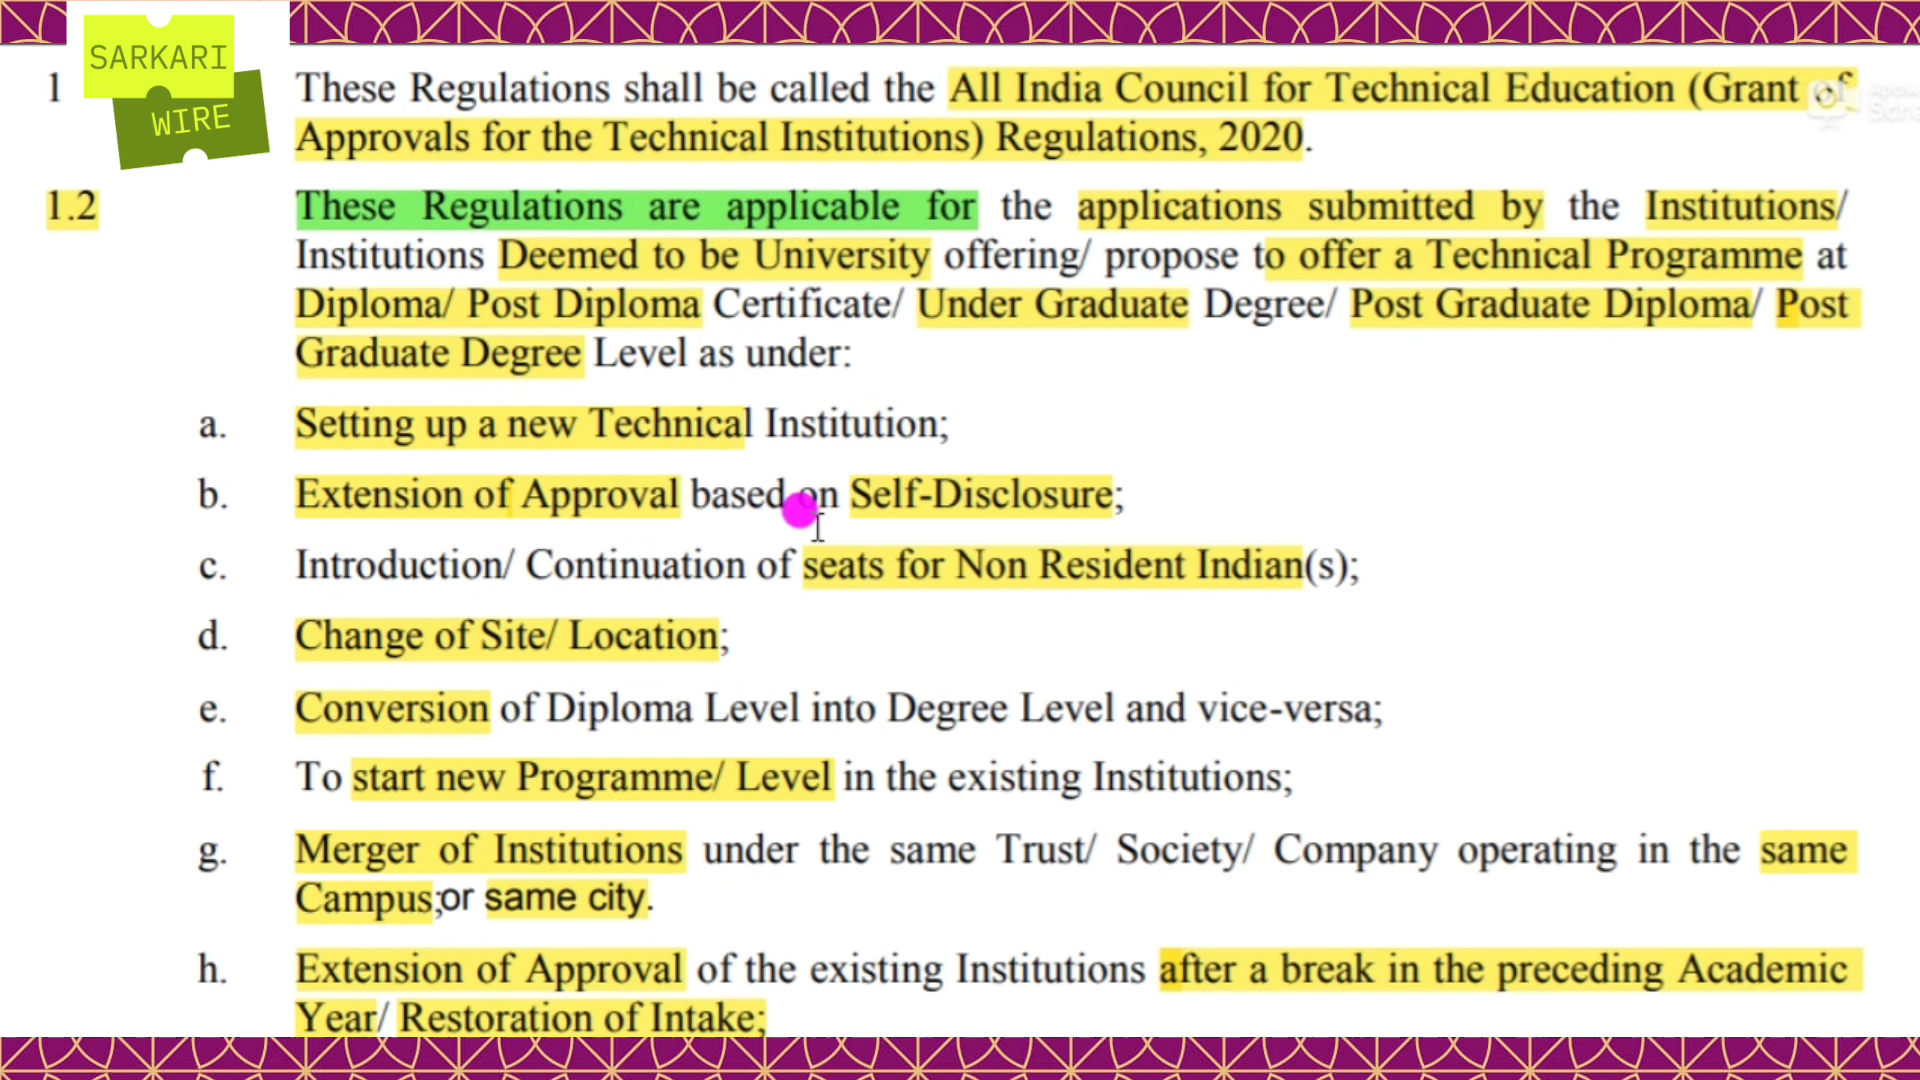 SARKARI
WIRE
1 These Regulations shall be called the All India Council for Technical Education (Grant of
Approvals for the Technical Institutions) Regulations, 2020.
1.2 These Regulations are applicable for the applications submitted by the Institutions/
Institutions Deemed to be University offering/ propose to offer a Technical Programme at
Diploma/ Post Diploma Certificate/ Under Graduate Degree/ Post Graduate Diploma/ Post
Graduate Degree Level as under:
a. Setting up a new Technical Institution;
b. Extension of Approval based on Self-Disclosure;
c. Introduction/ Continuation of seats for Non Resident Indian(s);
d. Change of Site/ Location;
e. Conversion of Diploma Level into Degree Level and vice-versa;
f. To start new Programme/ Level in the existing Institutions;
g. Merger of Institutions under the same Trust/ Society/ Company operating in the same
Campus;or same city.
h. Extension of Approval of the existing Institutions after a break in the preceding Academic
Year/ Restoration of Intake;